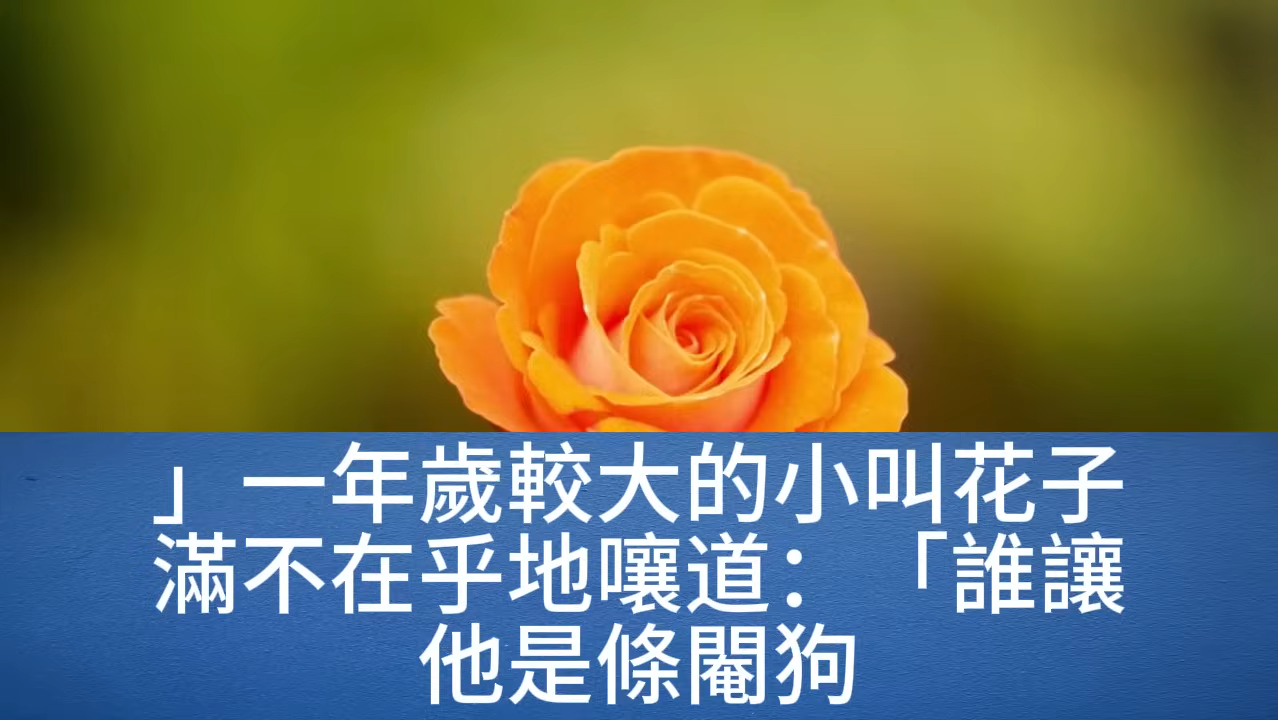 」一年歲較大的小叫花子
滿不在乎地嚷道：「誰讓
他是條閹狗